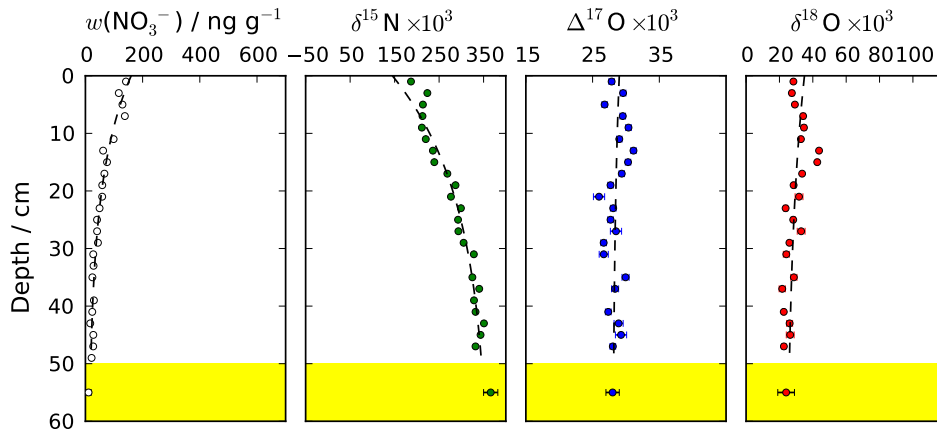 w(NO₃⁻) / ng g⁻¹
δ¹⁵N ×10³
Δ¹⁷O ×10³
δ¹⁸O ×10³
0 200 400 600
−50 50 150 250 350
15 25 35
0 20 40 60 80 100
Depth / cm
0
10
20
30
40
50
60